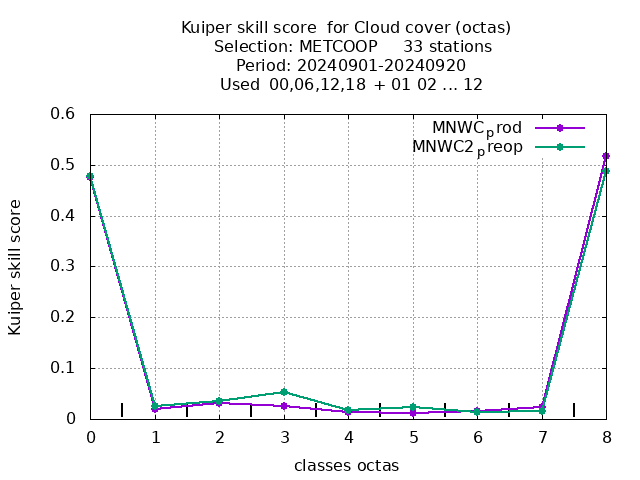 Kuiper skill score for Cloud cover (octas)
Selection: METCOOP 33 stations
Period: 20240901-20240920
Used 00,06,12,18 + 01 02 ... 12
MNWCprod
MNWC2preop
Kuiper skill score
0.6
0.5
0.4
0.3
0.2
0.1
0
0 1 2 3 4 5 6 7 8
classes octas